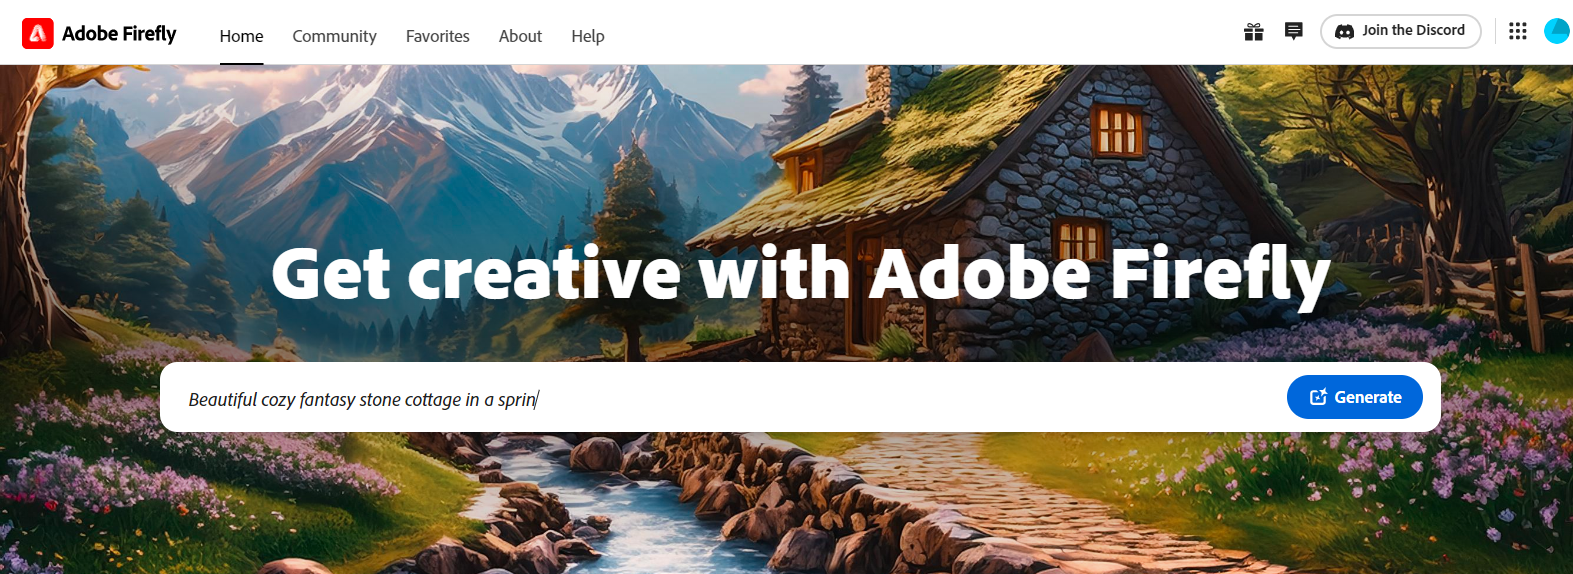 Adobe Firefly
Home Community Favorites About Help
Join the Discord
Get creative with Adobe Firefly
Beautiful cozy fantasy stone cottage in a sprin
Generate